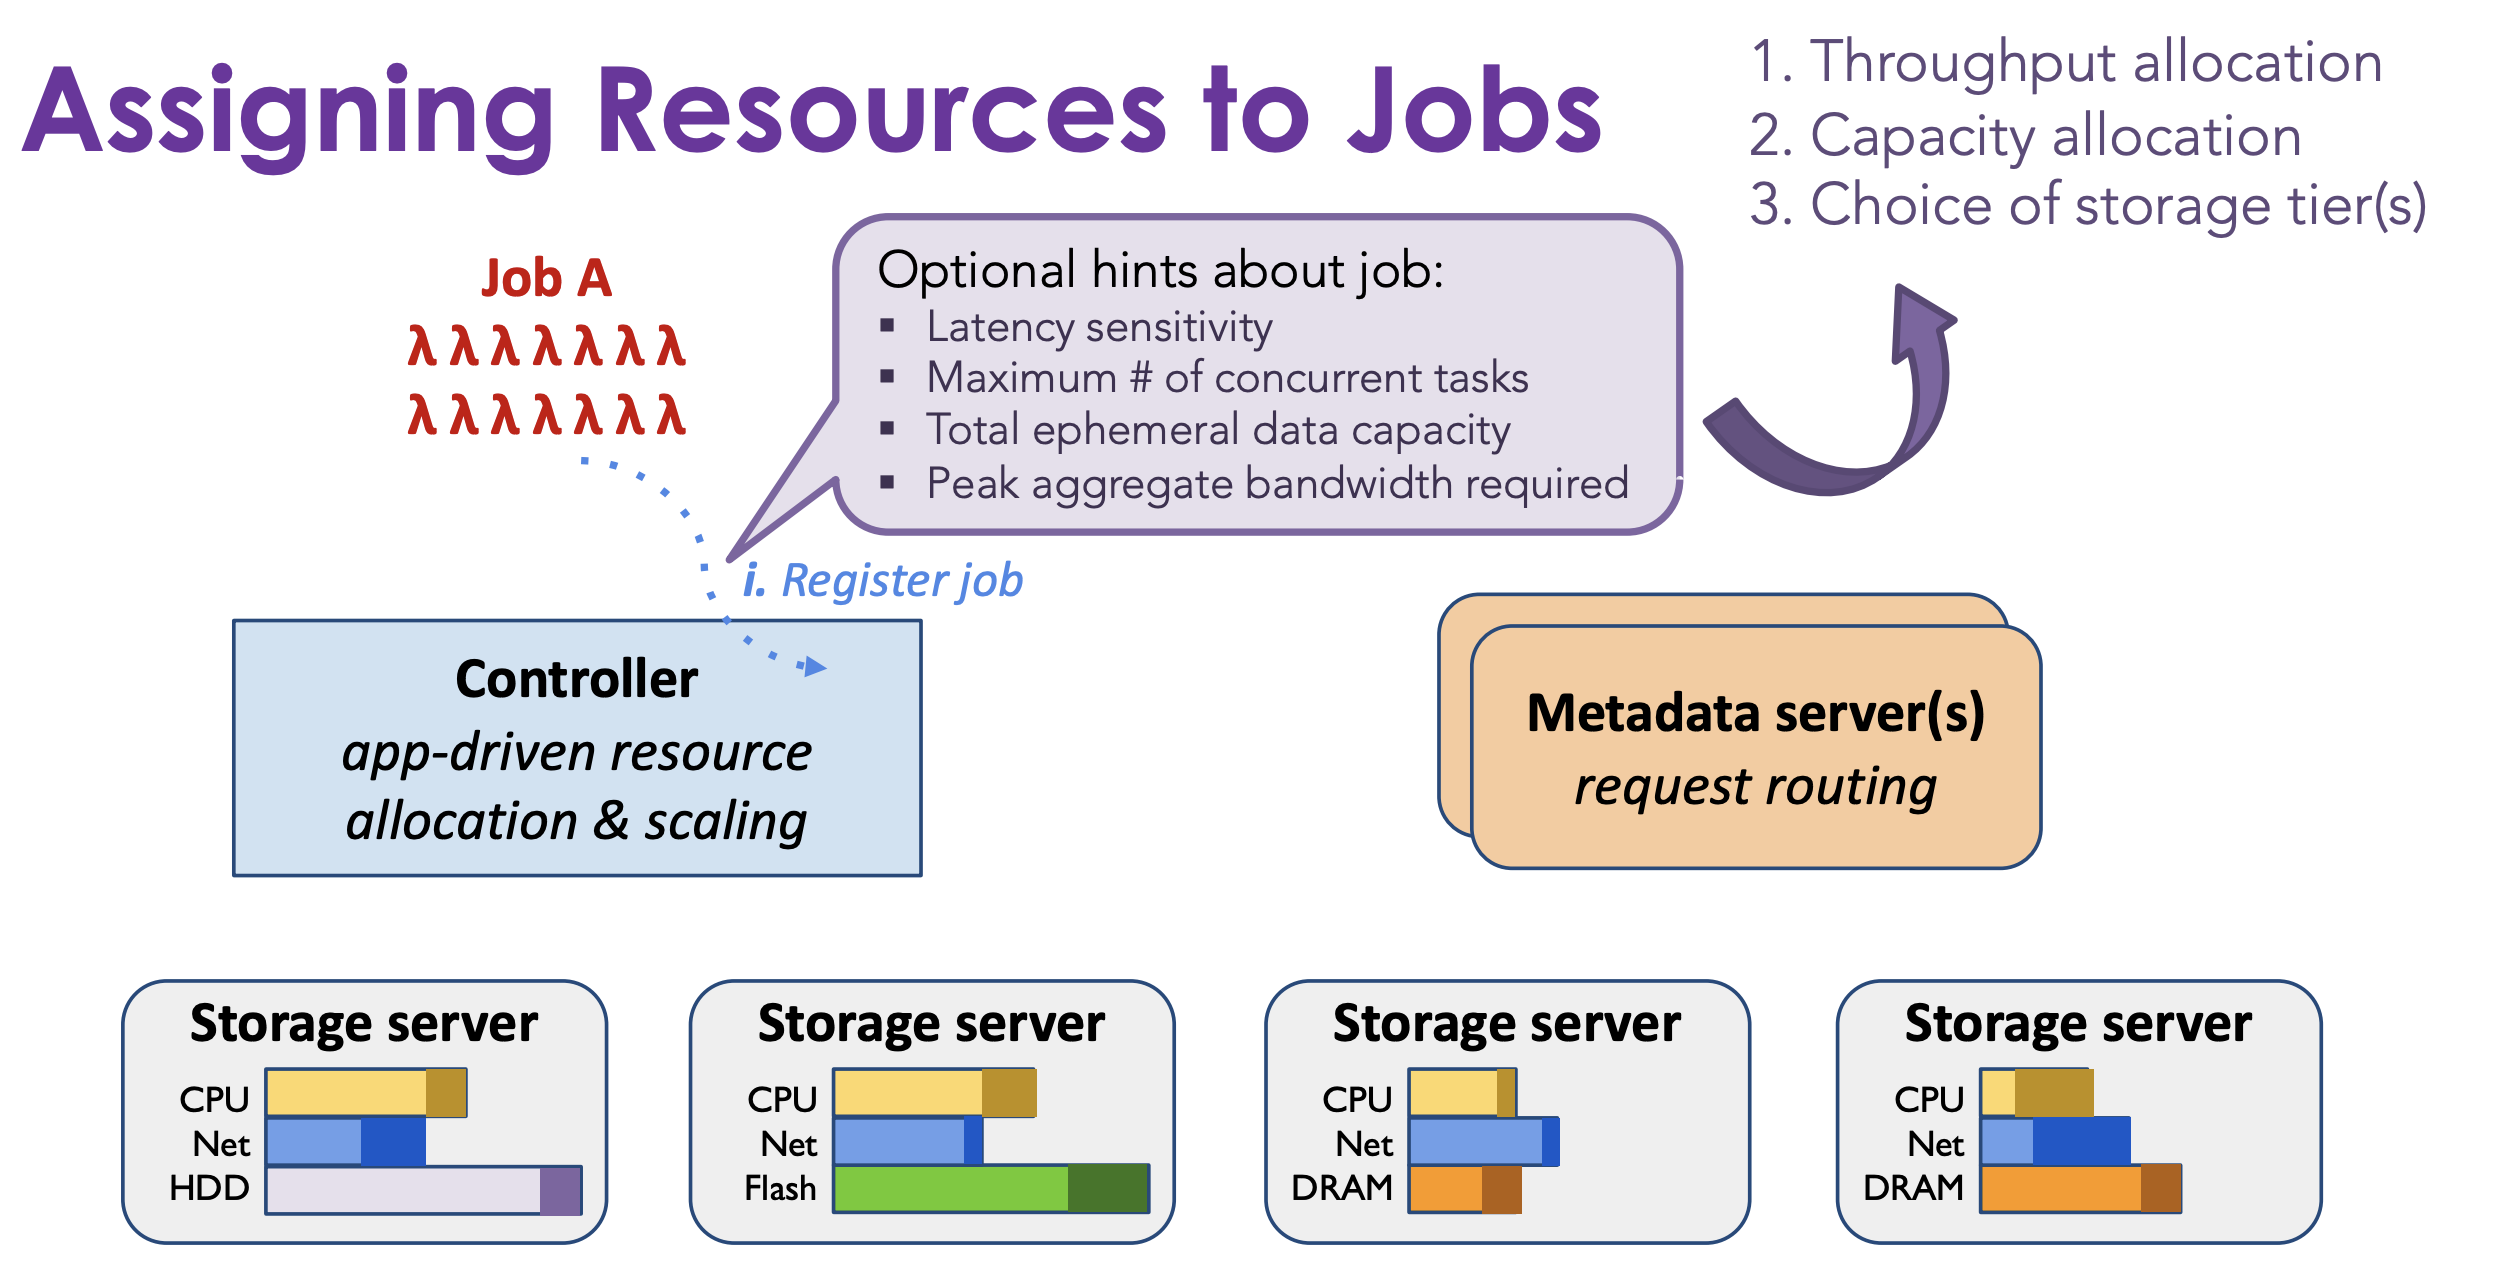 Assigning Resources to Jobs
1. Throughput allocation
2. Capacity allocation
3. Choice of storage tier(s)
Job A
λ λ λ λ λ λ λ
λ λ λ λ λ λ λ
Optional hints about job:
▪ Latency sensitivity
▪ Maximum # of concurrent tasks
▪ Total ephemeral data capacity
▪ Peak aggregate bandwidth required
i. Register job
Controller
app-driven resource
allocation & scaling
Metadata server(s)
request routing
Storage server
CPU
Net
HDD
Storage server
CPU
Net
Flash
Storage server
CPU
Net
DRAM
Storage server
CPU
Net
DRAM